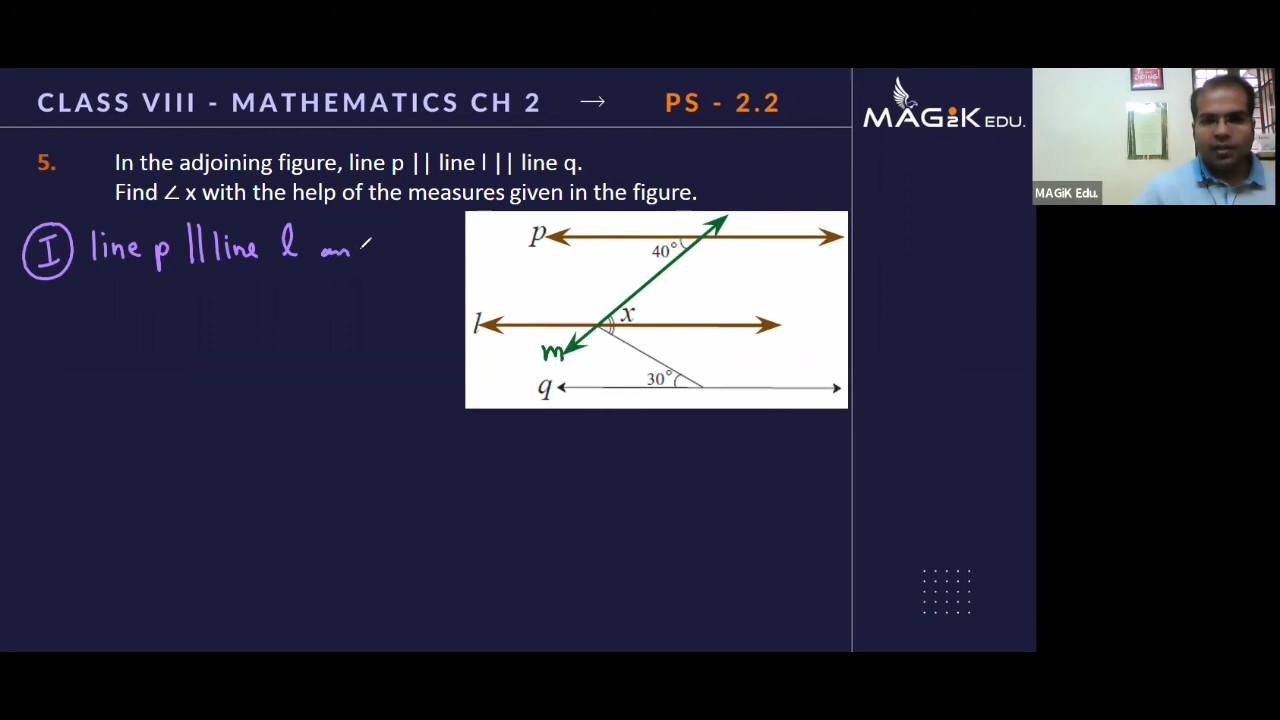 CLASS VIII - MATHEMATICS CH 2 → PS - 2.2
MAGiK EDU.
MAGiK Edu.
5. In the adjoining figure, line p || line l || line q.
Find ∠ x with the help of the measures given in the figure.
I line p || line l an
p
40°
l
x
m
q
30°